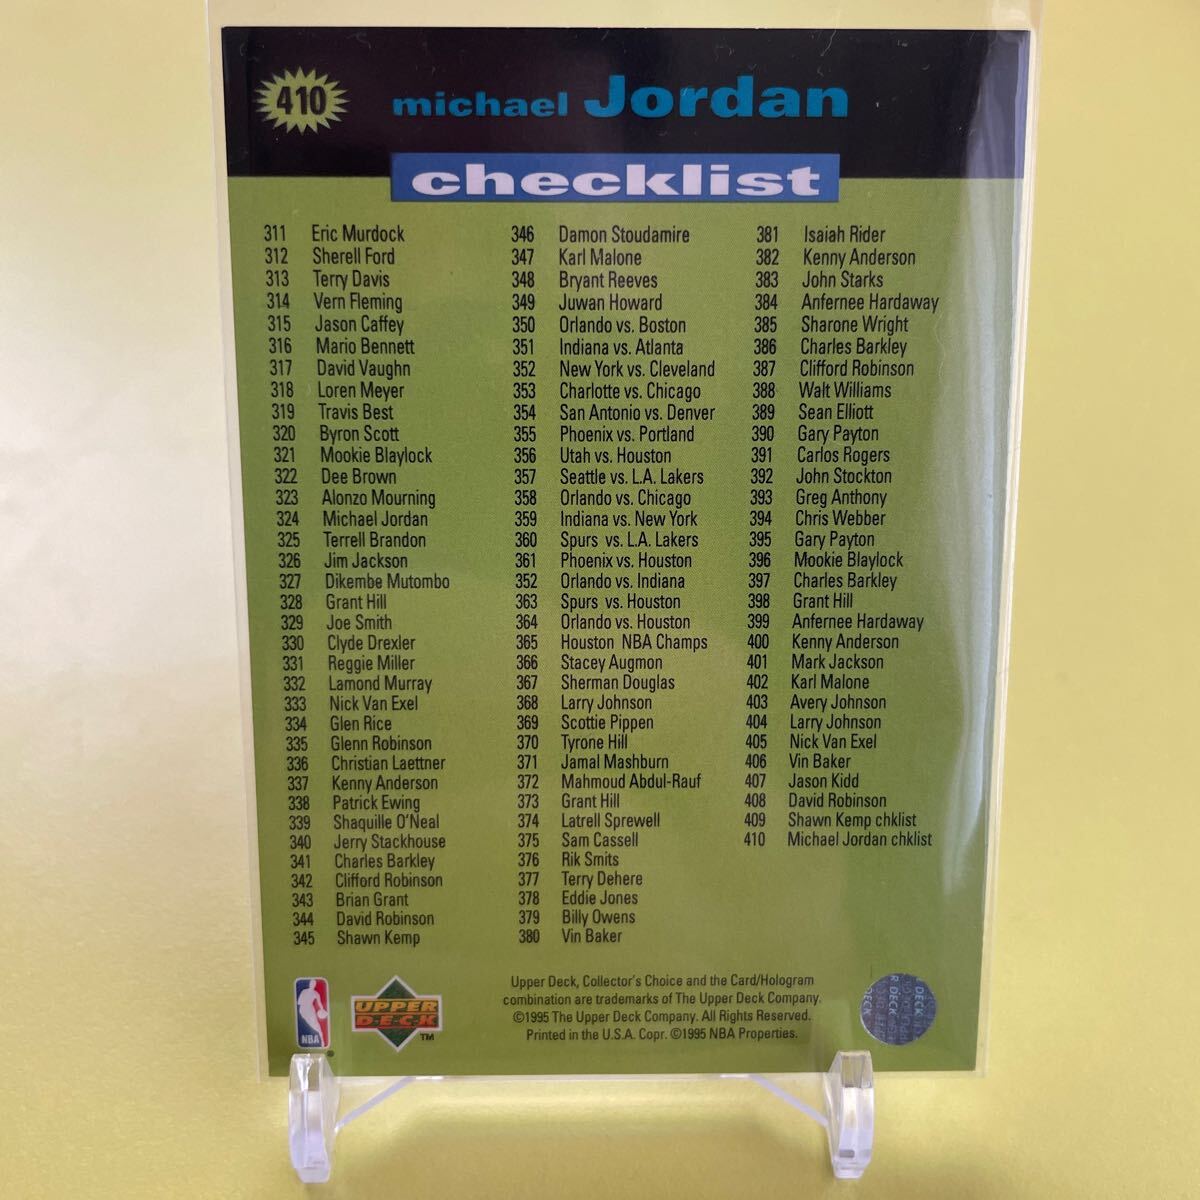 410
michael Jordan
checklist
311 Eric Murdock
312 Sherell Ford
313 Terry Davis
314 Vern Fleming
315 Jason Caffey
316 Mario Bennett
317 David Vaughn
318 Loren Meyer
319 Travis Best
320 Byron Scott
321 Mookie Blaylock
322 Dee Brown
323 Alonzo Mourning
324 Michael Jordan
325 Terrell Brandon
326 Jim Jackson
327 Dikembe Mutombo
328 Grant Hill
329 Joe Smith
330 Clyde Drexler
331 Reggie Miller
332 Lamond Murray
333 Nick Van Exel
334 Glen Rice
335 Glenn Robinson
336 Christian Laettner
337 Kenny Anderson
338 Patrick Ewing
339 Shaquille O'Neal
340 Jerry Stackhouse
341 Charles Barkley
342 Clifford Robinson
343 Brian Grant
344 David Robinson
345 Shawn Kemp
346 Damon Stoudamire
347 Karl Malone
348 Bryant Reeves
349 Juwan Howard
350 Orlando vs. Boston
351 Indiana vs. Atlanta
352 New York vs. Cleveland
353 Charlotte vs. Chicago
354 San Antonio vs. Denver
355 Phoenix vs. Portland
356 Utah vs. Houston
357 Seattle vs. L.A. Lakers
358 Orlando vs. Chicago
359 Indiana vs. New York
360 Spurs vs. L.A. Lakers
361 Phoenix vs. Houston
352 Orlando vs. Indiana
363 Spurs vs. Houston
364 Orlando vs. Houston
365 Houston NBA Champs
366 Stacey Augmon
367 Sherman Douglas
368 Larry Johnson
369 Scottie Pippen
370 Tyrone Hill
371 Jamal Mashburn
372 Mahmoud Abdul-Rauf
373 Grant Hill
374 Latrell Sprewell
375 Sam Cassell
376 Rik Smits
377 Terry Dehere
378 Eddie Jones
379 Billy Owens
380 Vin Baker
381 Isaiah Rider
382 Kenny Anderson
383 John Starks
384 Anfernee Hardaway
385 Sharone Wright
386 Charles Barkley
387 Clifford Robinson
388 Walt Williams
389 Sean Elliott
390 Gary Payton
391 Carlos Rogers
392 John Stockton
393 Greg Anthony
394 Chris Webber
395 Gary Payton
396 Mookie Blaylock
397 Charles Barkley
398 Grant Hill
399 Anfernee Hardaway
400 Kenny Anderson
401 Mark Jackson
402 Karl Malone
403 Avery Johnson
404 Larry Johnson
405 Nick Van Exel
406 Vin Baker
407 Jason Kidd
408 David Robinson
409 Shawn Kemp chklist
410 Michael Jordan chklist
NBA ®
UPPER
D·E·C·K
TM
Upper Deck, Collector's Choice and the Card/Hologram
combination are trademarks of The Upper Deck Company.
©1995 The Upper Deck Company. All Rights Reserved.
Printed in the U.S.A. Copr. ©1995 NBA Properties.